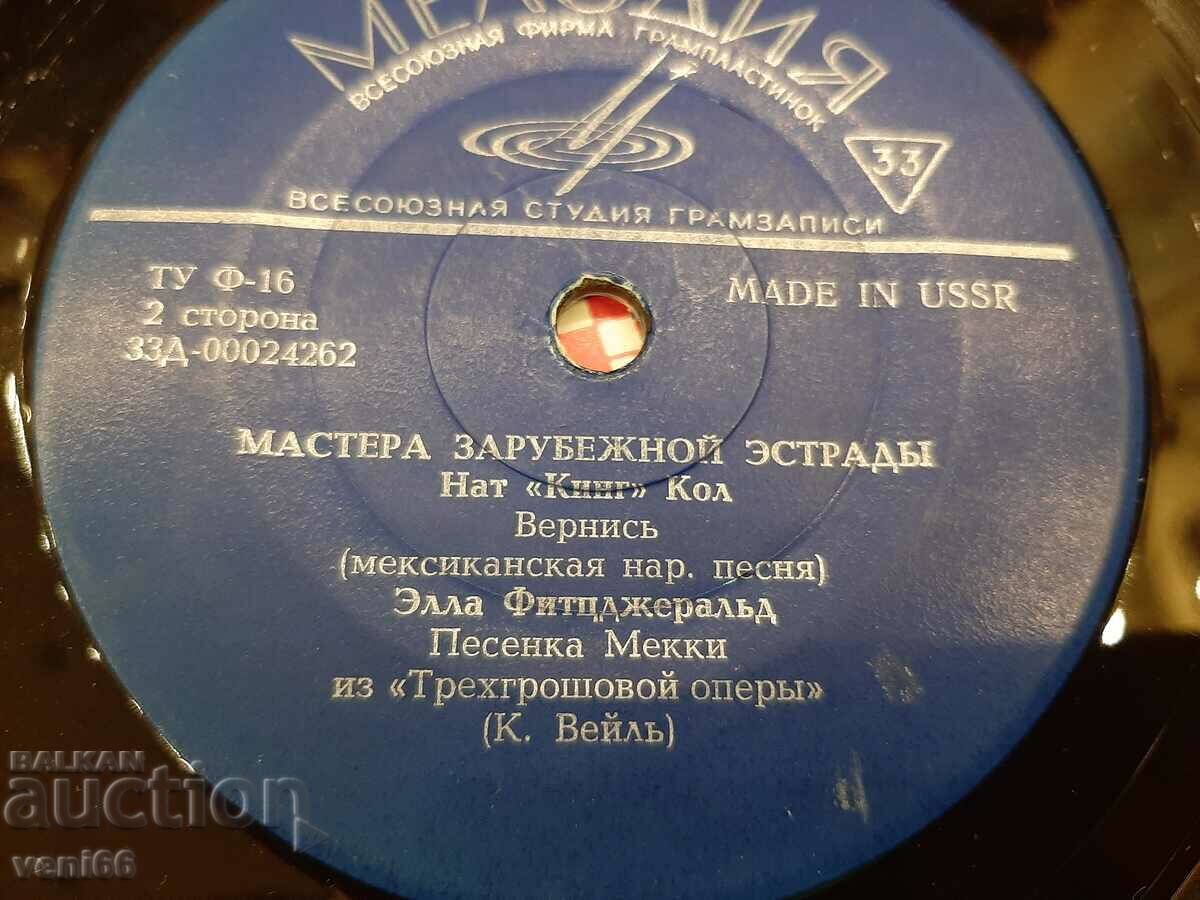 МЕЛОДИЯ
ВСЕСОЮЗНАЯ ФИРМА ГРАМПЛАСТИНОК
33
ВСЕСОЮЗНАЯ СТУДИЯ ГРАМЗАПИСИ
ТУ Ф-16
MADE IN USSR
2 сторона
33Д-00024262
МАСТЕРА ЗАРУБЕЖНОЙ ЭСТРАДЫ
Нат «Кинг» Кол
Вернись
(мексиканская нар. песня)
Элла Фитцджеральд
Песенка Мекки
из «Трехгрошовой оперы»
(К. Вейль)
BALKAN
auction
veni66